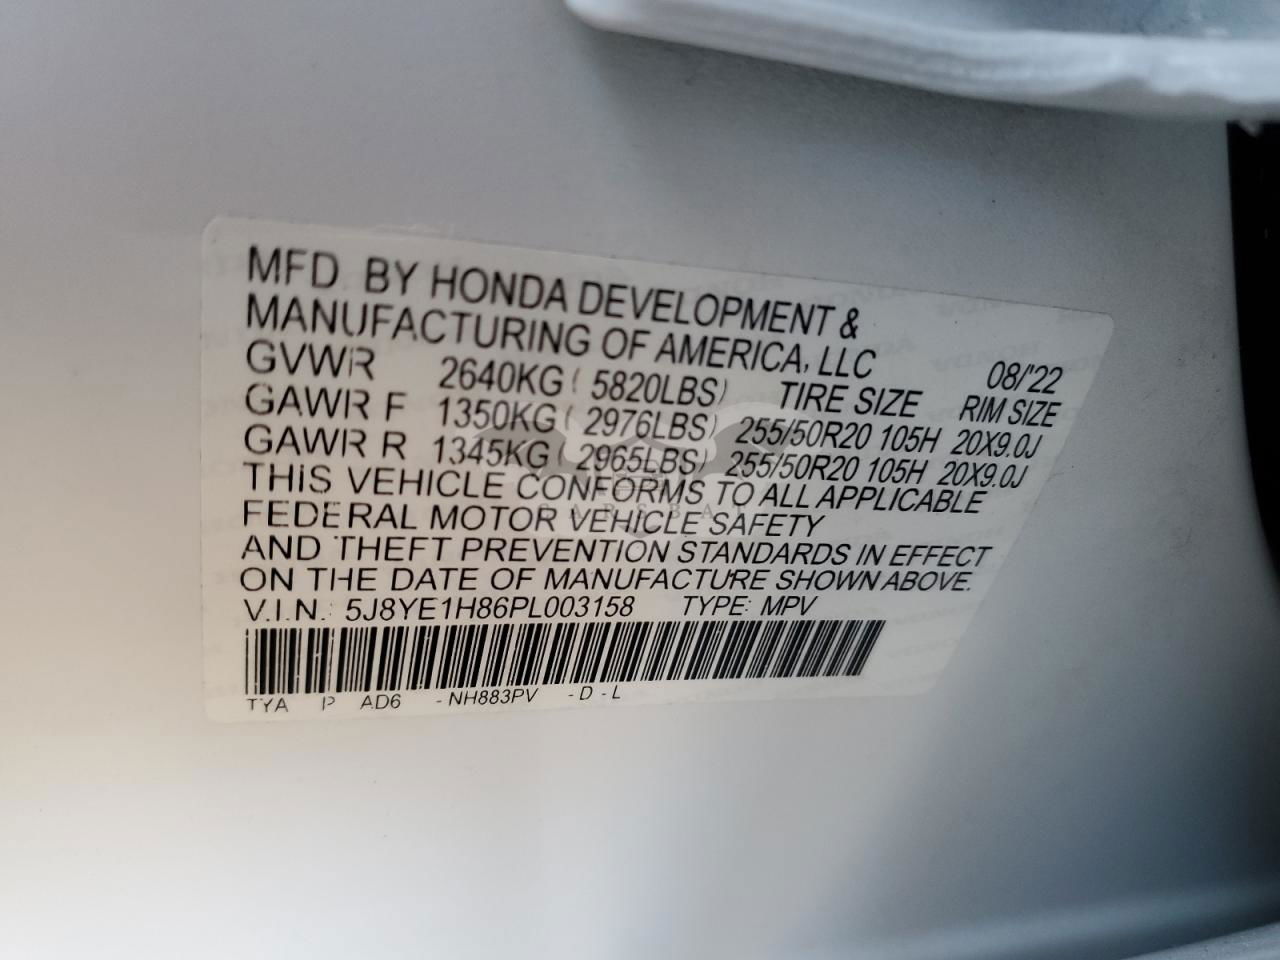 MFD. BY HONDA DEVELOPMENT &
MANUFACTURING OF AMERICA, LLC 08/'22
GVWR 2640KG ( 5820LBS) TIRE SIZE RIM SIZE
GAWR F 1350KG ( 2976LBS) 255/50R20 105H 20X9.0J
GAWR R 1345KG ( 2965LBS) 255/50R20 105H 20X9.0J
THIS VEHICLE CONFORMS TO ALL APPLICABLE
FEDERAL MOTOR VEHICLE SAFETY
AND THEFT PREVENTION STANDARDS IN EFFECT
ON THE DATE OF MANUFACTURE SHOWN ABOVE.
V.I.N.: 5J8YE1H86PL003158 TYPE: MPV
TYA P AD6 -NH883PV -D -L